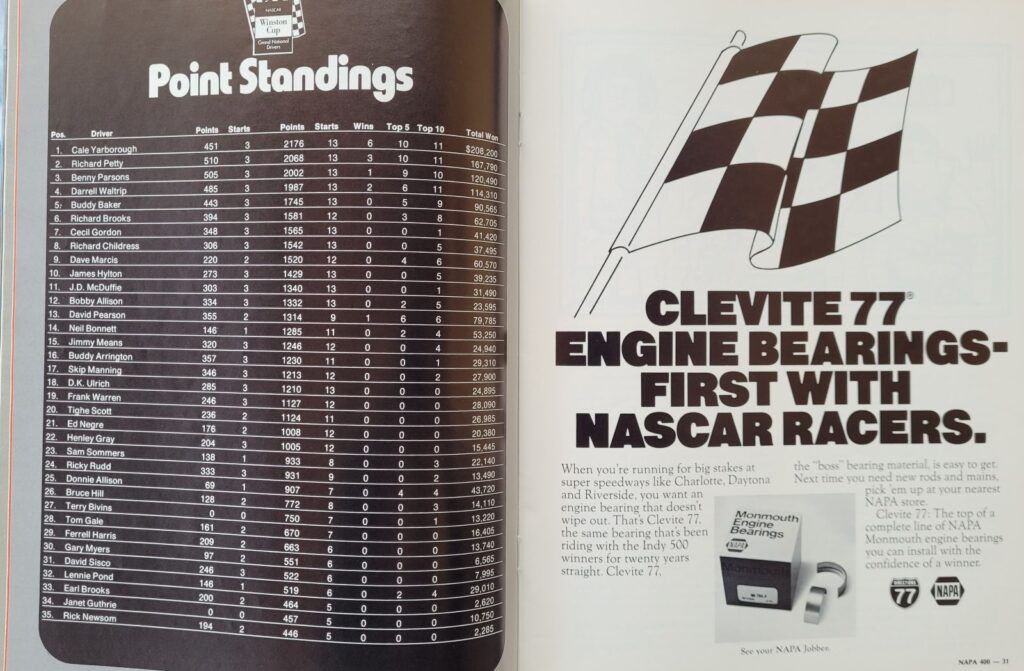 NASCAR
Winston
Cup
Grand National
Drivers
Point Standings
Pos. Driver Points Starts Points Starts Wins Top 5 Top 10 Total Won
1. Cale Yarborough 451 3 2176 13 6 10 11 $208,200
2. Richard Petty 510 3 2068 13 3 10 11 167,790
3. Benny Parsons 505 3 2002 13 1 9 10 120,490
4. Darrell Waltrip 485 3 1987 13 2 6 11 114,310
5. Buddy Baker 443 3 1745 13 0 5 9 90,565
6. Richard Brooks 394 3 1581 12 0 3 8 62,705
7. Cecil Gordon 348 3 1565 13 0 0 1 41,420
8. Richard Childress 306 3 1542 13 0 0 5 37,495
9. Dave Marcis 220 2 1520 12 0 4 6 60,570
10. James Hylton 273 3 1429 13 0 0 5 39,235
11. J.D. McDuffie 303 3 1340 13 0 0 1 31,490
12. Bobby Allison 334 3 1332 13 0 2 5 23,595
13. David Pearson 355 2 1314 9 1 6 6 79,785
14. Neil Bonnett 146 1 1285 11 0 2 4 53,250
15. Jimmy Means 320 3 1246 12 0 0 4 24,940
16. Buddy Arrington 357 3 1230 11 0 0 1 29,310
17. Skip Manning 346 3 1213 12 0 0 2 27,900
18. D.K. Ulrich 285 3 1210 13 0 0 0 24,895
19. Frank Warren 246 3 1127 12 0 0 0 28,090
20. Tighe Scott 236 2 1124 11 0 0 0 26,985
21. Ed Negre 176 2 1008 12 0 0 0 20,380
22. Henley Gray 204 3 1005 12 0 0 0 15,445
23. Sam Sommers 138 1 933 8 0 0 3 22,140
24. Ricky Rudd 333 3 931 9 0 0 2 13,490
25. Donnie Allison 69 1 907 7 0 4 4 43,720
26. Bruce Hill 128 2 772 8 0 0 3 14,110
27. Terry Bivins 0 0 750 7 0 0 1 13,220
28. Tom Gale 161 2 670 7 0 0 0 16,405
29. Ferrell Harris 209 2 663 6 0 0 0 13,740
30. Gary Myers 97 2 551 6 0 0 0 6,565
31. David Sisco 246 3 522 6 0 0 0 7,995
32. Lennie Pond 146 1 519 6 0 2 4 29,010
33. Earl Brooks 200 2 464 5 0 0 0 2,620
34. Janet Guthrie 0 0 457 5 0 0 0 10,750
35. Rick Newsom 194 2 446 5 0 0 0 2,285
CLEVITE 77®
ENGINE BEARINGS-
FIRST WITH
NASCAR RACERS.
When you're running for big stakes at
super speedways like Charlotte, Daytona
and Riverside, you want an
engine bearing that doesn't
wipe out. That's Clevite 77,
the same bearing that's been
riding with the Indy 500
winners for twenty years
straight. Clevite 77,
the "boss" bearing material, is easy to get.
Next time you need new rods and mains,
pick 'em up at your nearest
NAPA store.
Clevite 77: The top of a
complete line of NAPA
Monmouth engine bearings
you can install with the
confidence of a winner.
Monmouth
Engine
Bearings
NAPA
Monmouth
77
NAPA
See your NAPA Jobber.
NAPA 400 — 31